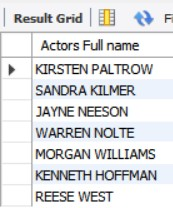 Result Grid
Actors Full name
KIRSTEN PALTROW
SANDRA KILMER
JAYNE NEESON
WARREN NOLTE
MORGAN WILLIAMS
KENNETH HOFFMAN
REESE WEST